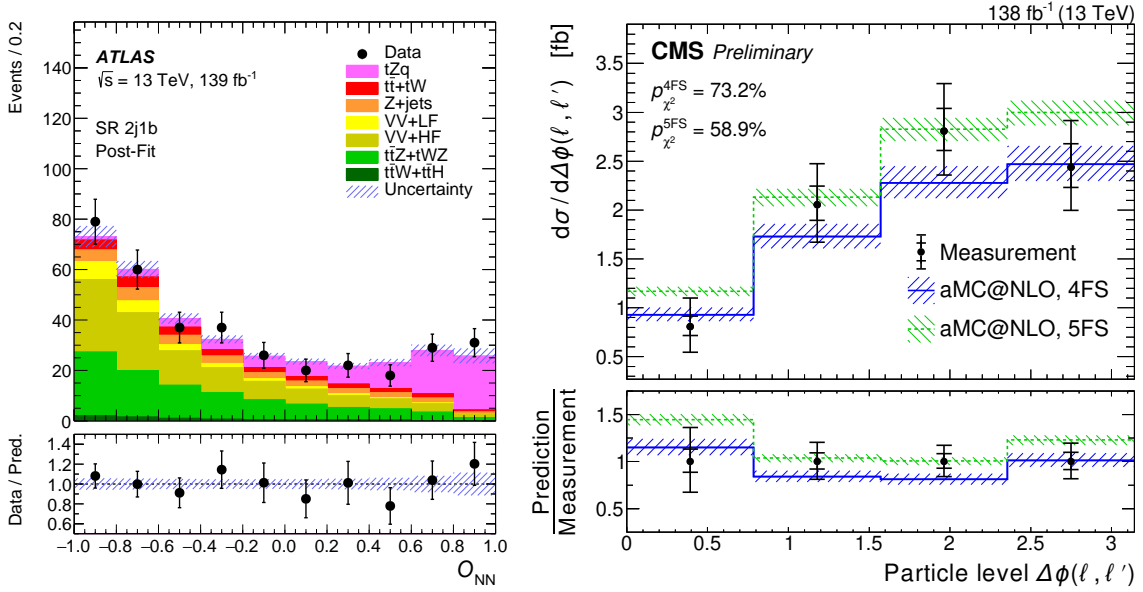 Events / 0.2
140
120
100
80
60
40
20
0
ATLAS
√s = 13 TeV, 139 fb⁻¹
SR 2j1b
Post-Fit
Data
tZq
tt̄+tW
Z+jets
VV+LF
VV+HF
tt̄Z+tWZ
tt̄W+tt̄H
Uncertainty
Data / Pred.
1.4
1.2
1.0
0.8
0.6
−1.0 −0.8 −0.6 −0.4 −0.2 0.0 0.2 0.4 0.6 0.8 1.0
O_NN
138 fb⁻¹ (13 TeV)
dσ / dΔφ(ℓ, ℓ′) [fb]
3.5
3
2.5
2
1.5
1
0.5
CMS Preliminary
p^4FS_χ² = 73.2%
p^5FS_χ² = 58.9%
Measurement
aMC@NLO, 4FS
aMC@NLO, 5FS
Prediction
Measurement
1.5
1.0
0.5
0 0.5 1 1.5 2 2.5 3
Particle level Δφ(ℓ, ℓ′)